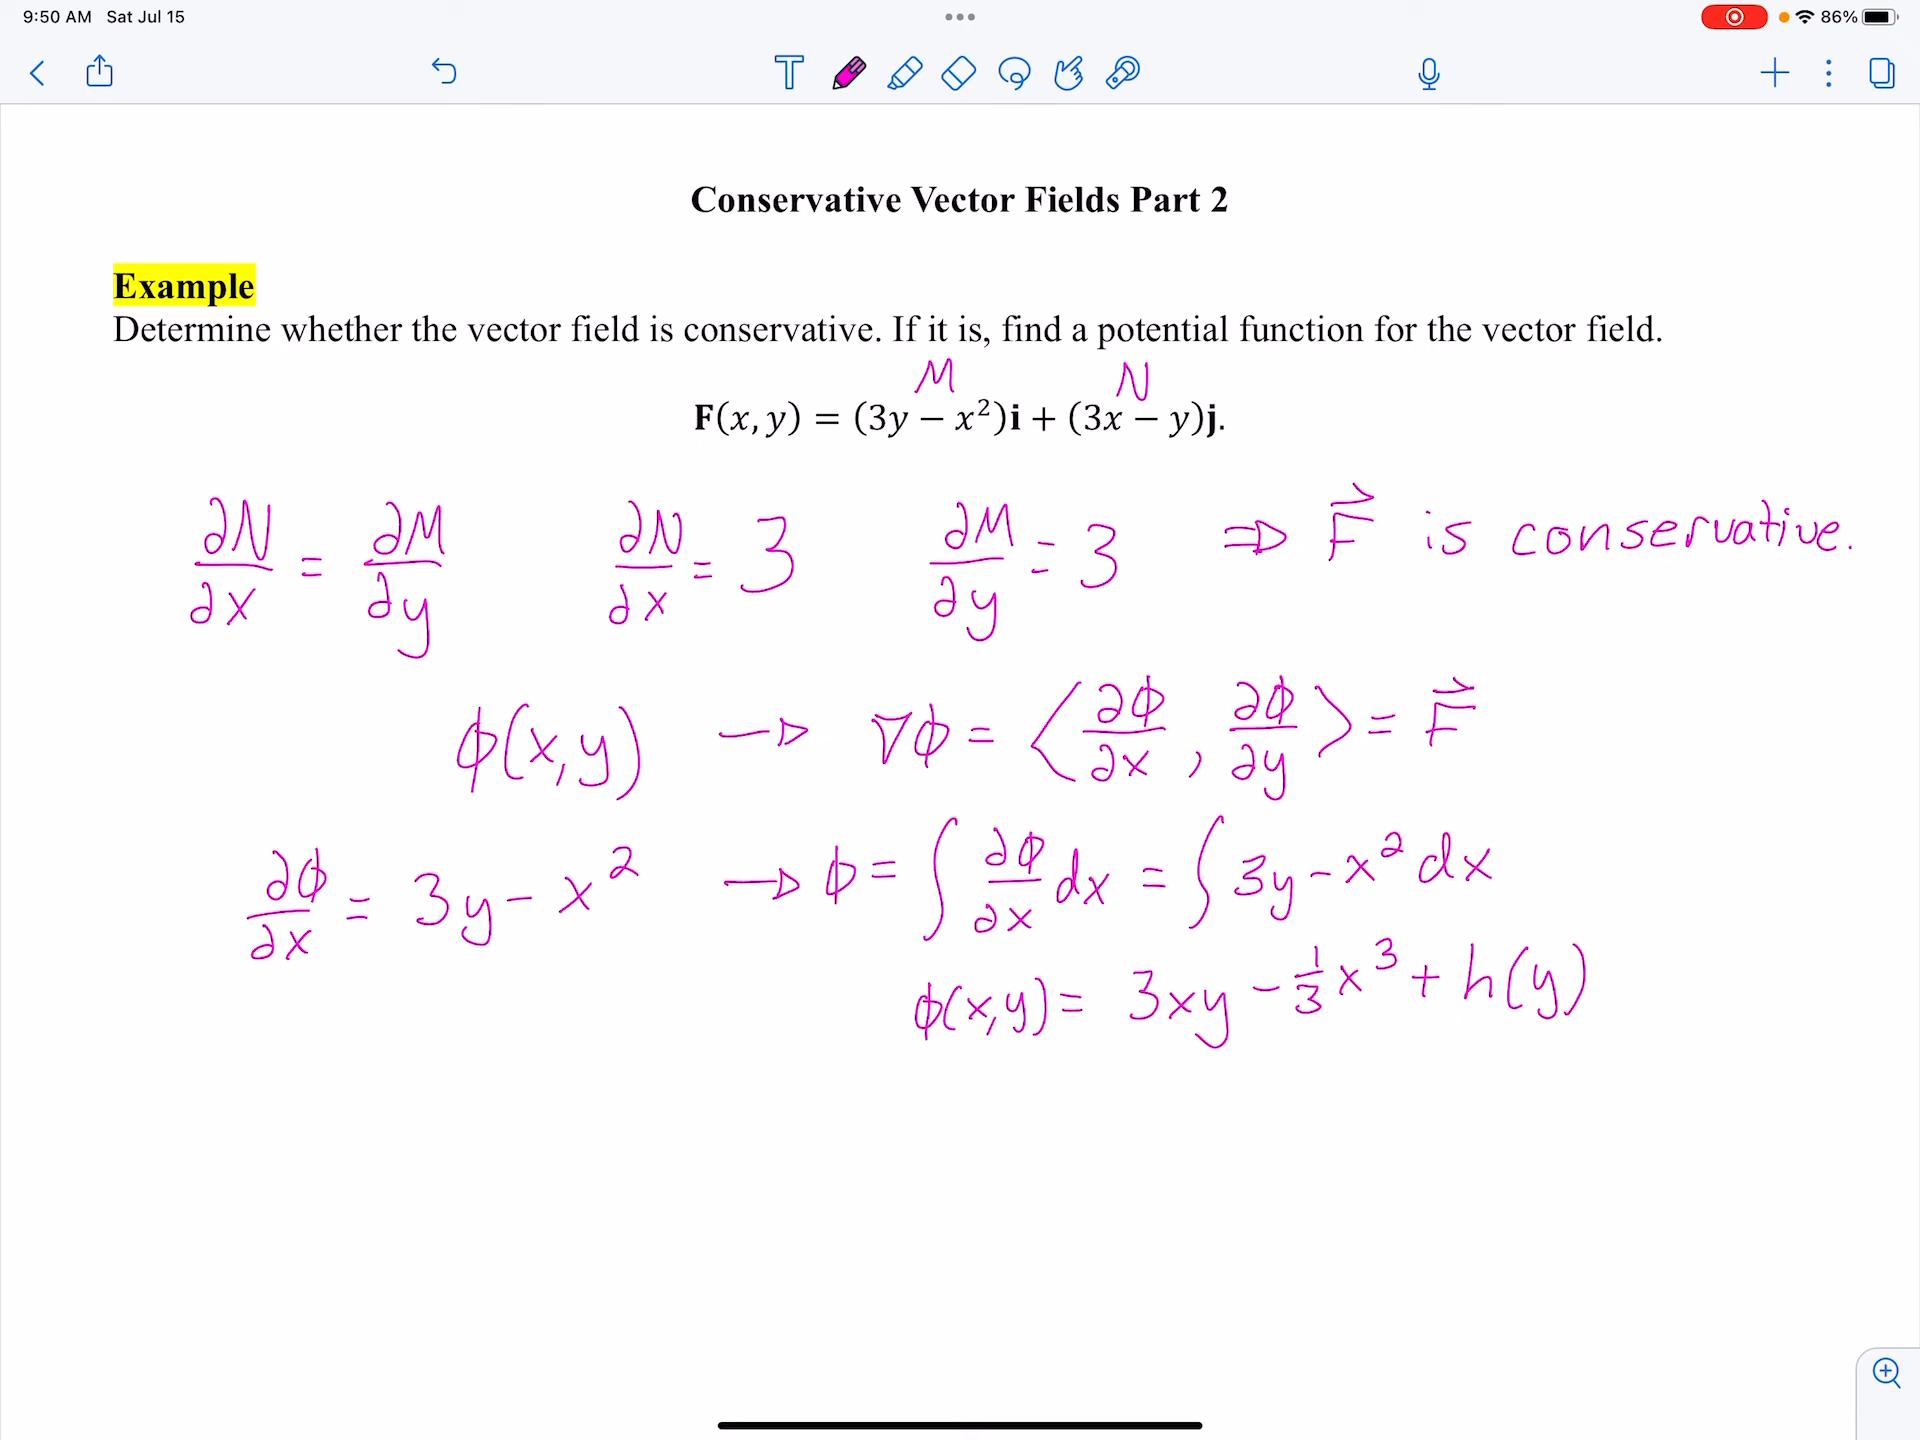 9:50 AM Sat Jul 15 86%
Conservative Vector Fields Part 2
Example
Determine whether the vector field is conservative. If it is, find a potential function for the vector field.
M N
F(x, y) = (3y − x²)i + (3x − y)j.
∂N/∂x = ∂M/∂y ∂N/∂x = 3 ∂M/∂y = 3 ⇒ F⃗ is conservative.
ϕ(x,y) → ∇ϕ = ⟨∂ϕ/∂x, ∂ϕ/∂y⟩ = F⃗
∂ϕ/∂x = 3y − x² → ϕ = ∫ ∂ϕ/∂x dx = ∫ 3y − x² dx
ϕ(x,y) = 3xy − 1/3 x³ + h(y)